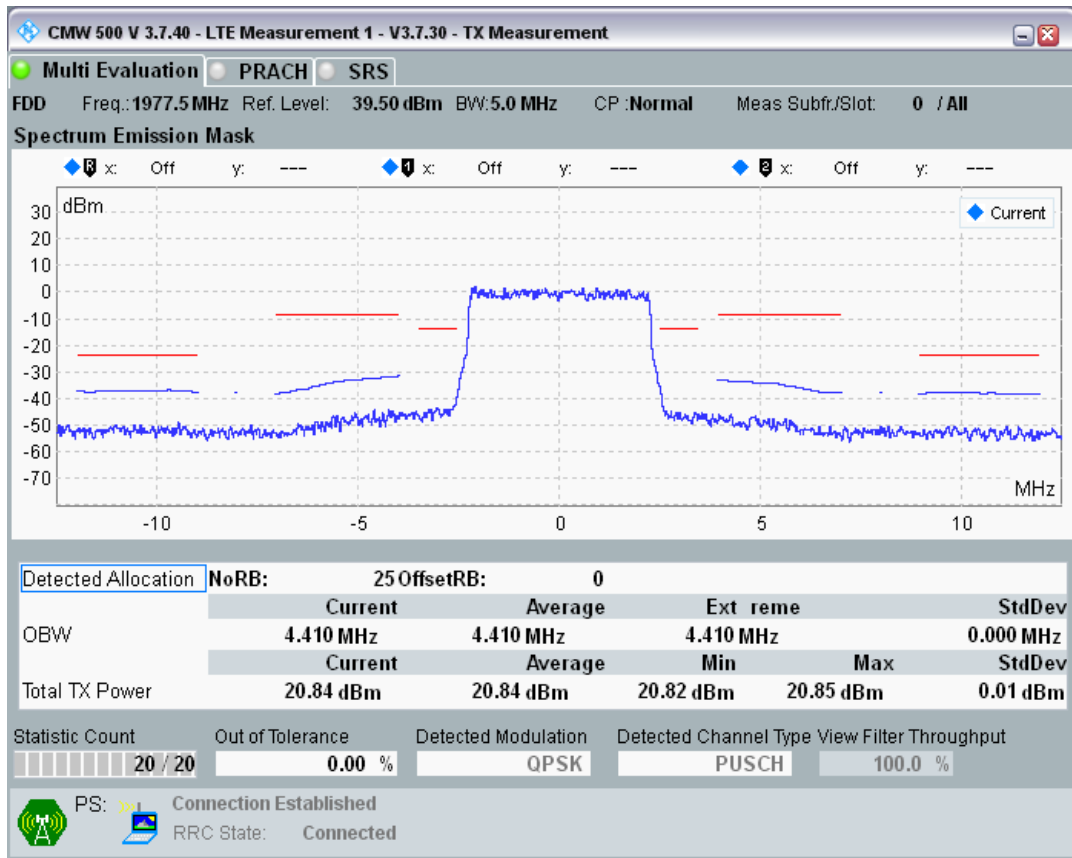 CMW 500 V 3.7.40 - LTE Measurement 1 - V3.7.30 - TX Measurement
Multi Evaluation PRACH SRS
FDD Freq.: 1977.5 MHz Ref. Level: 39.50 dBm BW: 5.0 MHz CP :Normal Meas Subfr./Slot: 0 / All
Spectrum Emission Mask
R x: Off y: --- 1 x: Off y: --- 2 x: Off y: ---
dBm
Current
30
20
10
0
-10
-20
-30
-40
-50
-60
-70
MHz
-10 -5 0 5 10
Detected Allocation NoRB: 25 OffsetRB: 0
Current Average Ext reme StdDev
OBW 4.410 MHz 4.410 MHz 4.410 MHz 0.000 MHz
Current Average Min Max StdDev
Total TX Power 20.84 dBm 20.84 dBm 20.82 dBm 20.85 dBm 0.01 dBm
Statistic Count Out of Tolerance Detected Modulation Detected Channel Type View Filter Throughput
20 / 20 0.00 % QPSK PUSCH 100.0 %
PS: Connection Established
RRC State: Connected